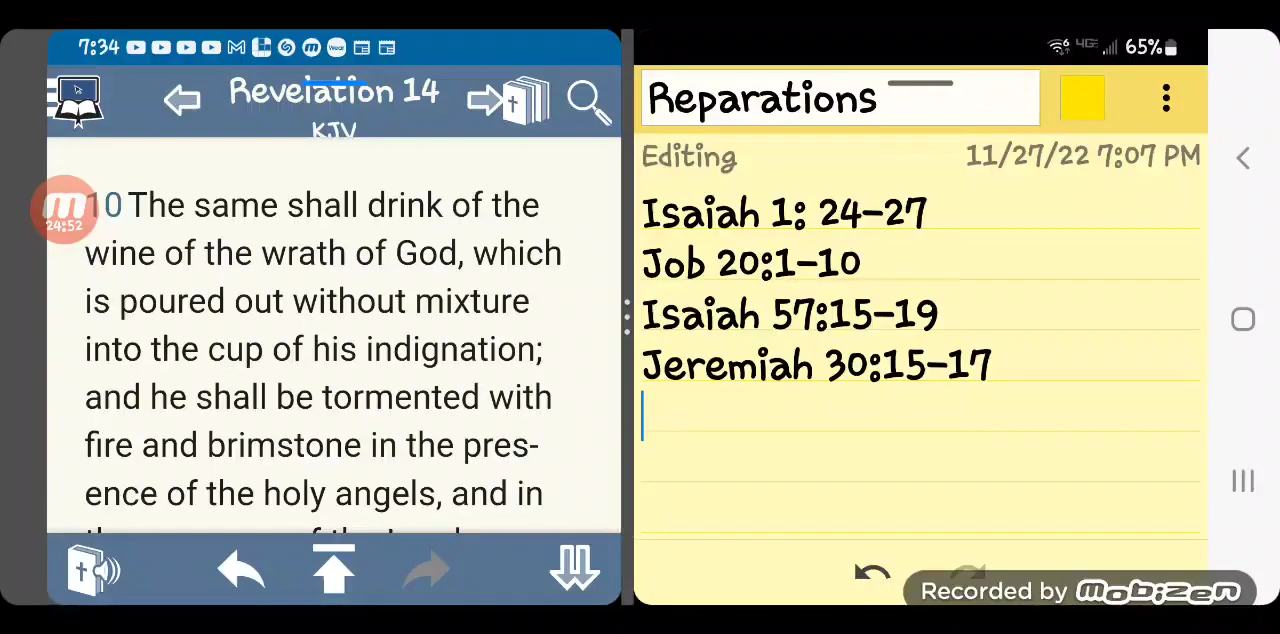 7:34
65%
Revelation 14
KJV
24:52
10 The same shall drink of the
wine of the wrath of God, which
is poured out without mixture
into the cup of his indignation;
and he shall be tormented with
fire and brimstone in the pres-
ence of the holy angels, and in
Reparations
Editing 11/27/22 7:07 PM
Isaiah 1: 24-27
Job 20:1-10
Isaiah 57:15-19
Jeremiah 30:15-17
Recorded by mobizen